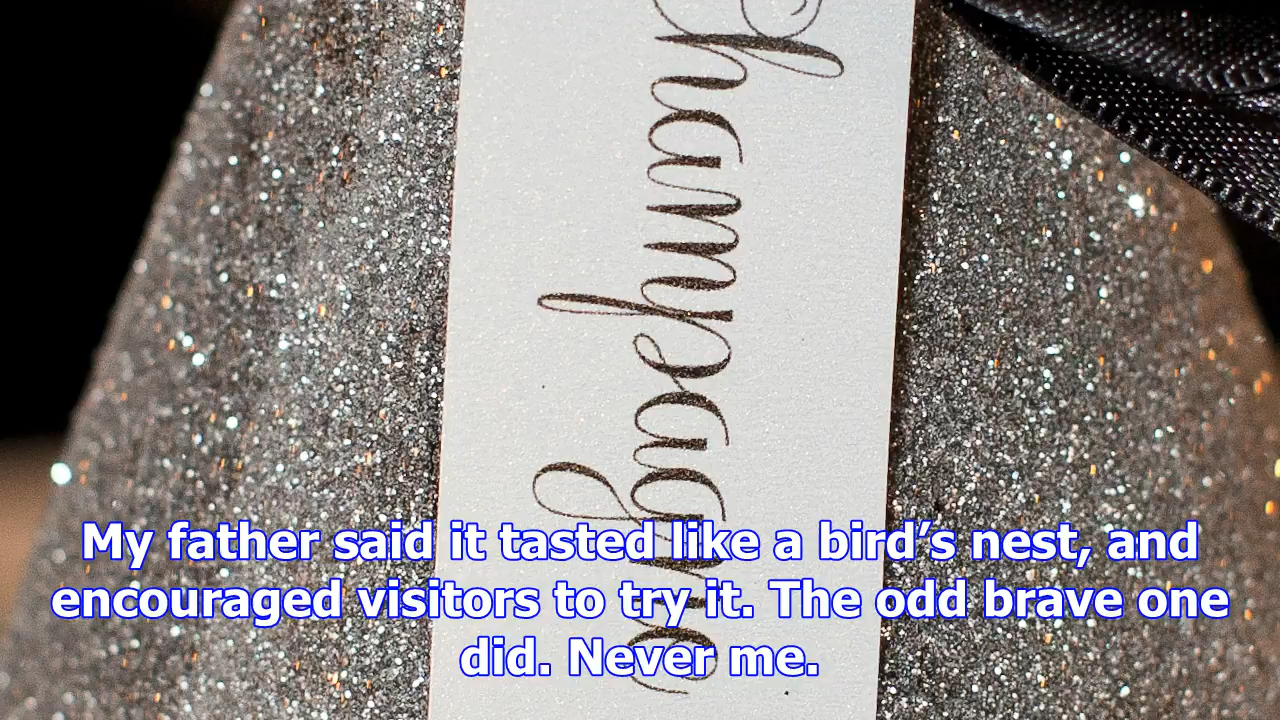 Champagne
My father said it tasted like a bird’s nest, and
encouraged visitors to try it. The odd brave one
did. Never me.